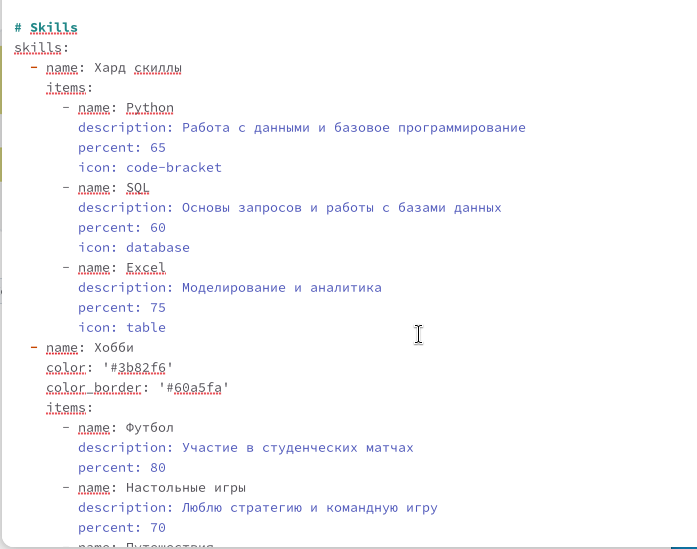 # Skills
skills:
  - name: Хард скиллы
    items:
      - name: Python
        description: Работа с данными и базовое программирование
        percent: 65
        icon: code-bracket
      - name: SQL
        description: Основы запросов и работы с базами данных
        percent: 60
        icon: database
      - name: Excel
        description: Моделирование и аналитика
        percent: 75
        icon: table
  - name: Хобби
    color: '#3b82f6'
    color_border: '#60a5fa'
    items:
      - name: Футбол
        description: Участие в студенческих матчах
        percent: 80
      - name: Настольные игры
        description: Люблю стратегию и командную игру
        percent: 70
      - name: Путешествия